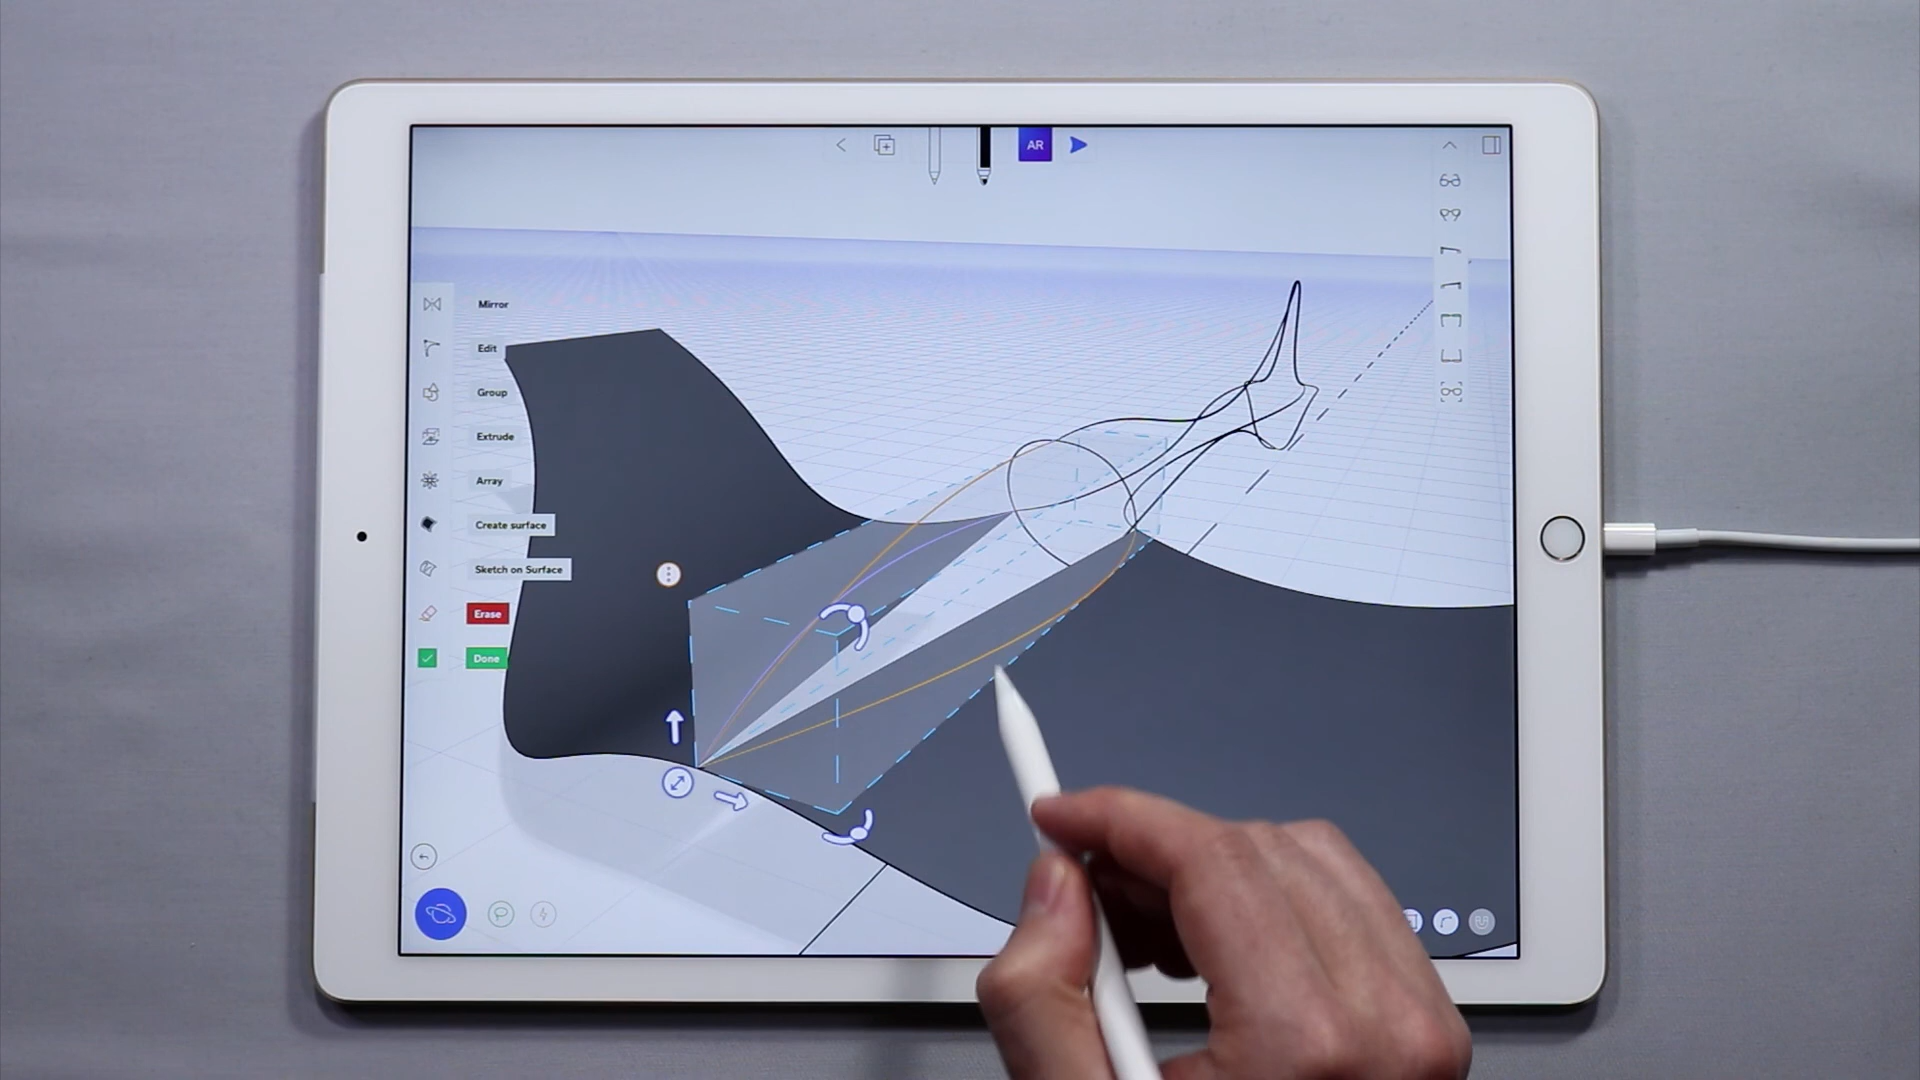 AR
Mirror
Edit
Group
Extrude
Array
Create surface
Sketch on Surface
Erase
Done